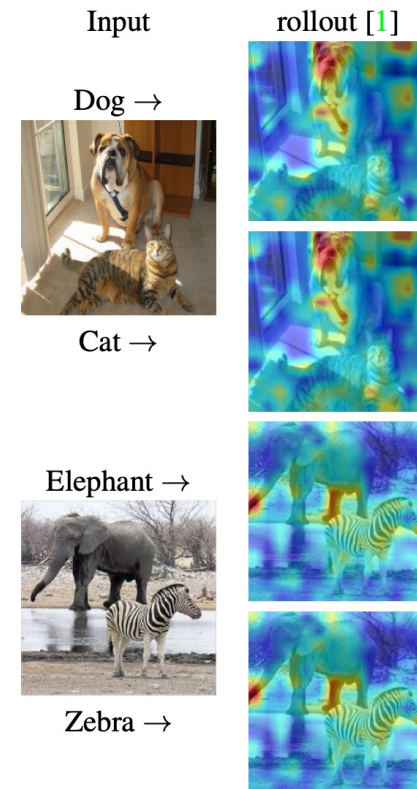 Input
rollout [1]
Dog →
Cat →
Elephant →
Zebra →